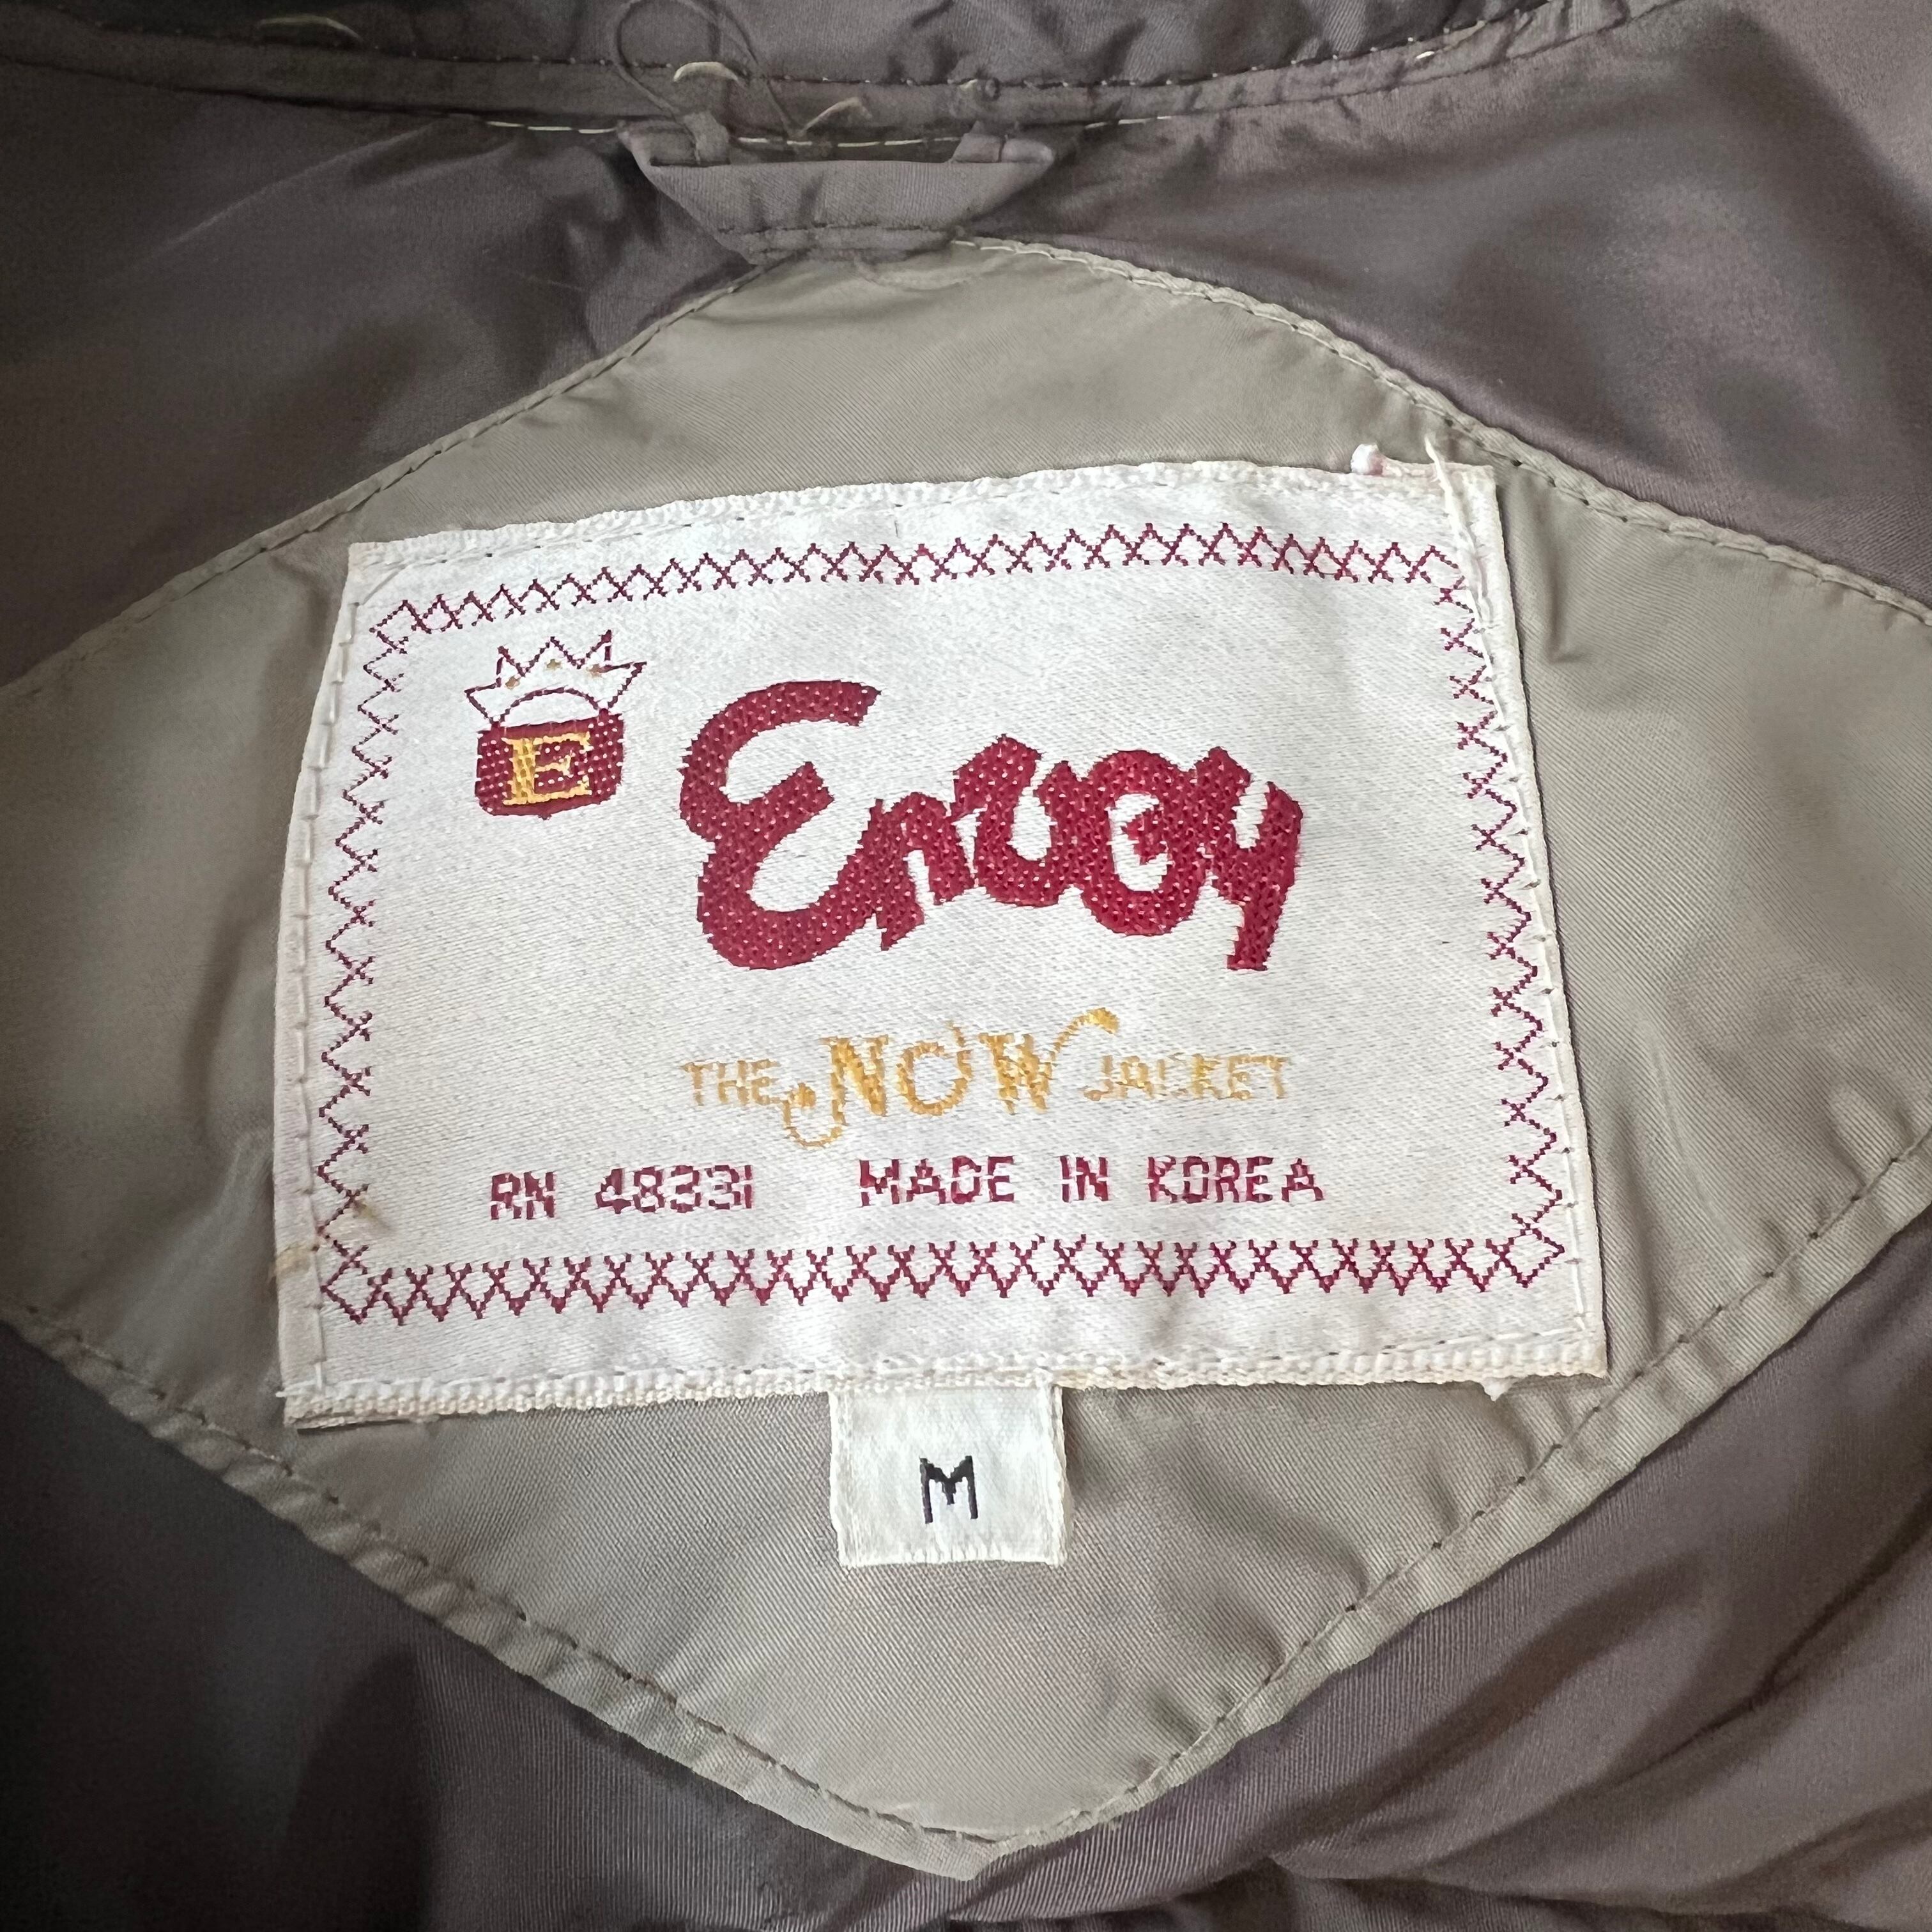 E Envoy
THE NOW JACKET
RN 48331 MADE IN KOREA
M